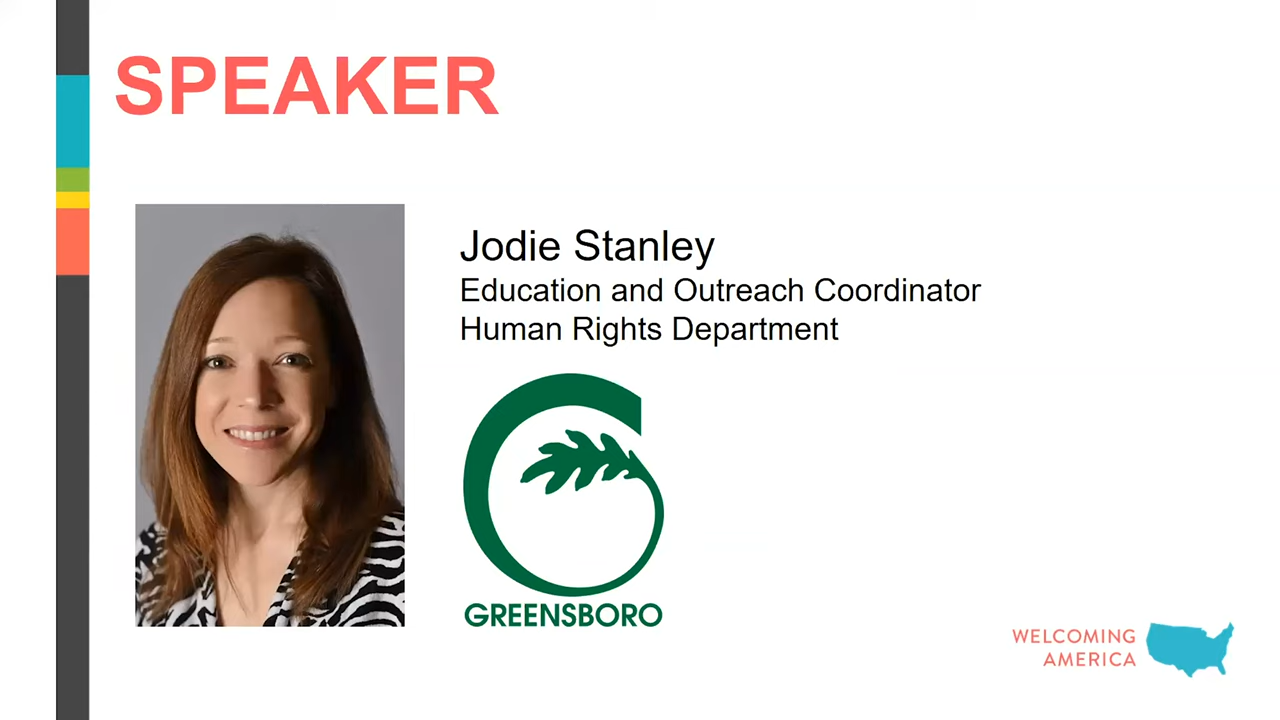 SPEAKER
Jodie Stanley
Education and Outreach Coordinator
Human Rights Department
GREENSBORO
WELCOMING
AMERICA